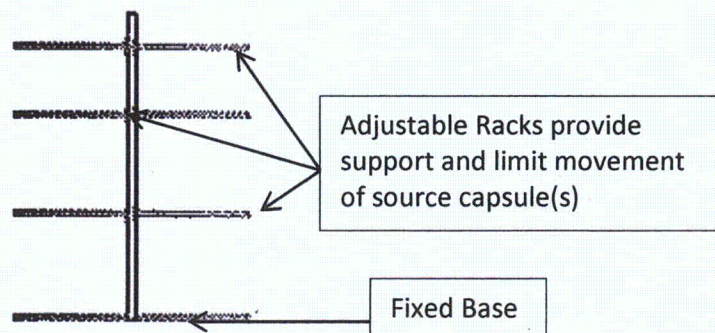 Adjustable Racks provide
support and limit movement
of source capsule(s)
Fixed Base